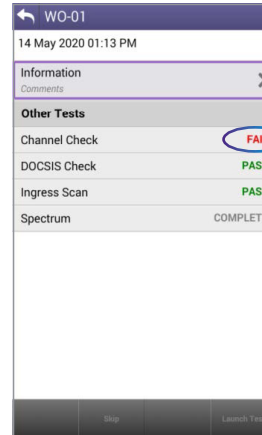 WO-01
14 May 2020 01:13 PM
Information
Comments
Other Tests
Channel Check FAI
DOCSIS Check PAS
Ingress Scan PAS
Spectrum COMPLET
Skip Launch Tes